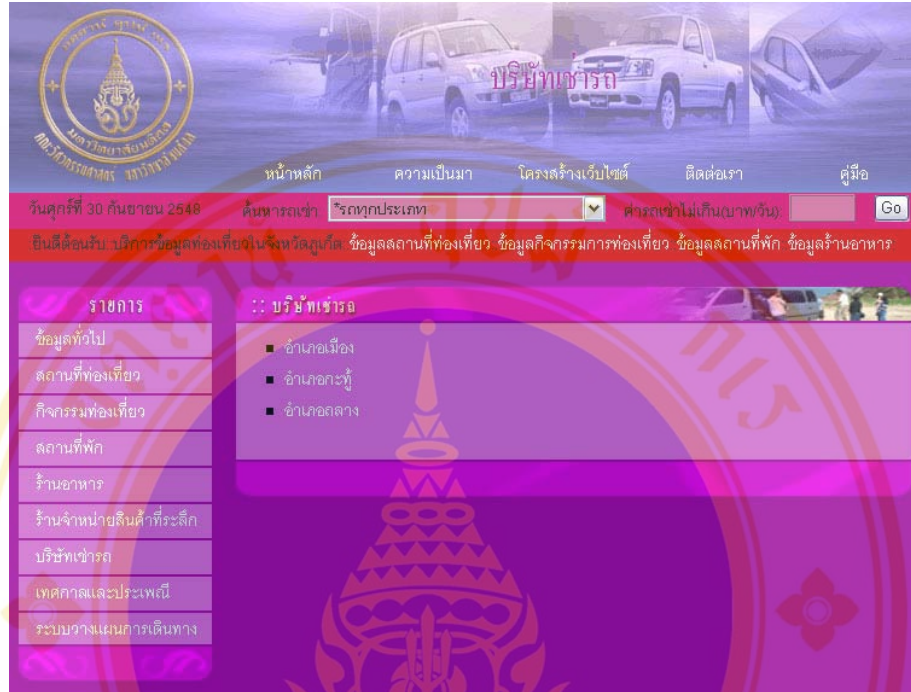 บริษัทเช่ารถ
หน้าหลัก ความเป็นมา โครงสร้างเว็บไซต์ ติดต่อเรา คู่มือ
วันศุกร์ที่ 30 กันยายน 2548 ค้นหารถเช่า: *รถทุกประเภท ค่ารถเช่าไม่เกิน(บาท/วัน): Go
ยินดีต้อนรับ::บริการข้อมูลท่องเที่ยวในจังหวัดภูเก็ต: ข้อมูลสถานที่ท่องเที่ยว ข้อมูลกิจกรรมการท่องเที่ยว ข้อมูลสถานที่พัก ข้อมูลร้านอาหาร
รายการ
ข้อมูลทั่วไป
สถานที่ท่องเที่ยว
กิจกรรมท่องเที่ยว
สถานที่พัก
ร้านอาหาร
ร้านจำหน่ายสินค้าที่ระลึก
บริษัทเช่ารถ
เทศกาลและประเพณี
ระบบวางแผนการเดินทาง
:: บริษัทเช่ารถ
อำเภอเมือง
อำเภอกะทู้
อำเภอถลาง